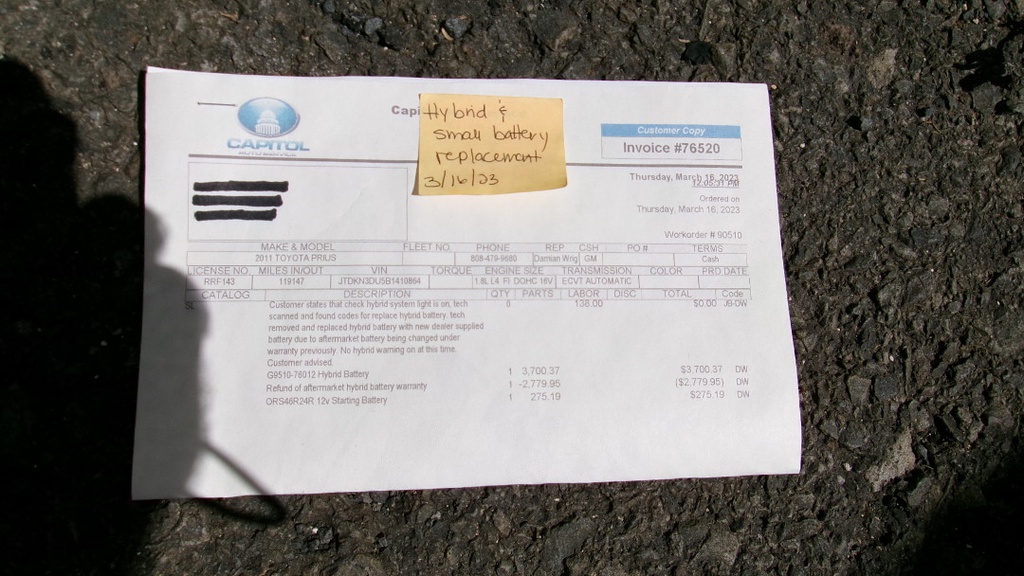 CAPITOL
Capi
Hybrid &
small battery
replacement
3/16/23
Customer Copy
Invoice #76520
Thursday, March 16, 2023
12:05:31 PM
Ordered on
Thursday, March 16, 2023
Workorder # 90510
MAKE & MODEL FLEET NO. PHONE REP CSH PO # TERMS
2011 TOYOTA PRIUS 808-479-9680 Damian Wng GM Cash
LICENSE NO. MILES IN/OUT VIN TORQUE ENGINE SIZE TRANSMISSION COLOR PRD DATE
RRF143 119147 JTDKN3DU5B1410864 1.8L L4 FI DOHC 16V ECVT AUTOMATIC
CATALOG DESCRIPTION QTY PARTS LABOR DISC TOTAL Code
Customer states that check hybrid system light is on, tech 0 138.00 $0.00 JB-DW
scanned and found codes for replace hybrid battery. tech
removed and replaced hybrid battery with new dealer supplied
battery due to aftermarket battery being changed under
warranty previously. No hybrid warning on at this time.
Customer advised.
G9510-76012 Hybrid Battery 1 3,700.37 $3,700.37 DW
Refund of aftermarket hybrid battery warranty 1 -2,779.95 ($2,779.95) DW
ORS46R24R 12v Starting Battery 1 275.19 $275.19 DW